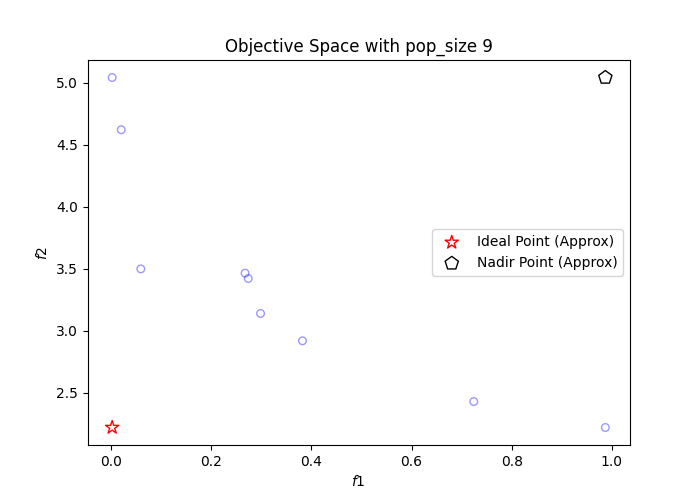 Objective Space with pop_size 9
5.0
4.5
4.0
3.5
3.0
2.5
f2
Ideal Point (Approx)
Nadir Point (Approx)
0.0 0.2 0.4 0.6 0.8 1.0
f1